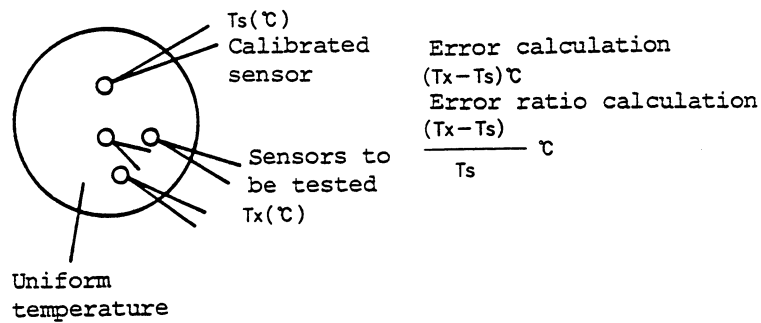 Ts(℃)
Calibrated
sensor
Error calculation
(Tx−Ts)℃
Error ratio calculation
(Tx−Ts)
Ts
℃
Sensors to
be tested
Tx(℃)
Uniform
temperature